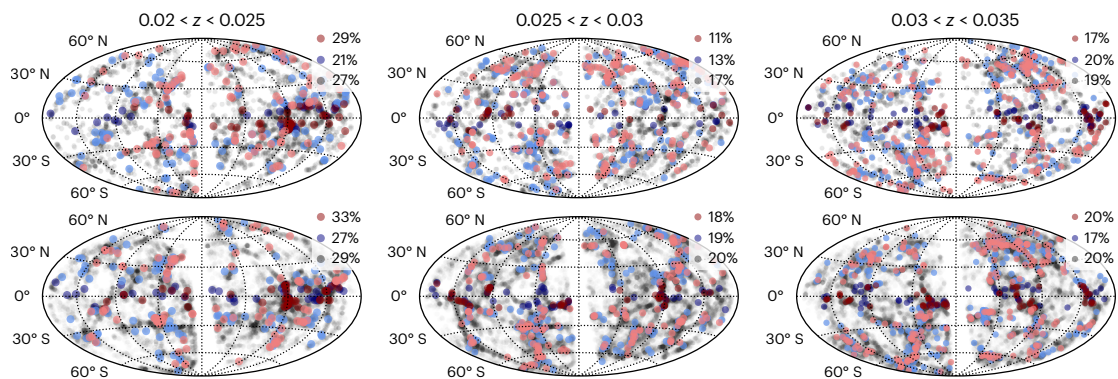 0.02 < z < 0.025
0.025 < z < 0.03
0.03 < z < 0.035
60° N
30° N
0°
30° S
60° S
29%
21%
27%
60° N
30° N
0°
30° S
60° S
11%
13%
17%
60° N
30° N
0°
30° S
60° S
17%
20%
19%
60° N
30° N
0°
30° S
60° S
33%
27%
29%
60° N
30° N
0°
30° S
60° S
18%
19%
20%
60° N
30° N
0°
30° S
60° S
20%
19%
20%